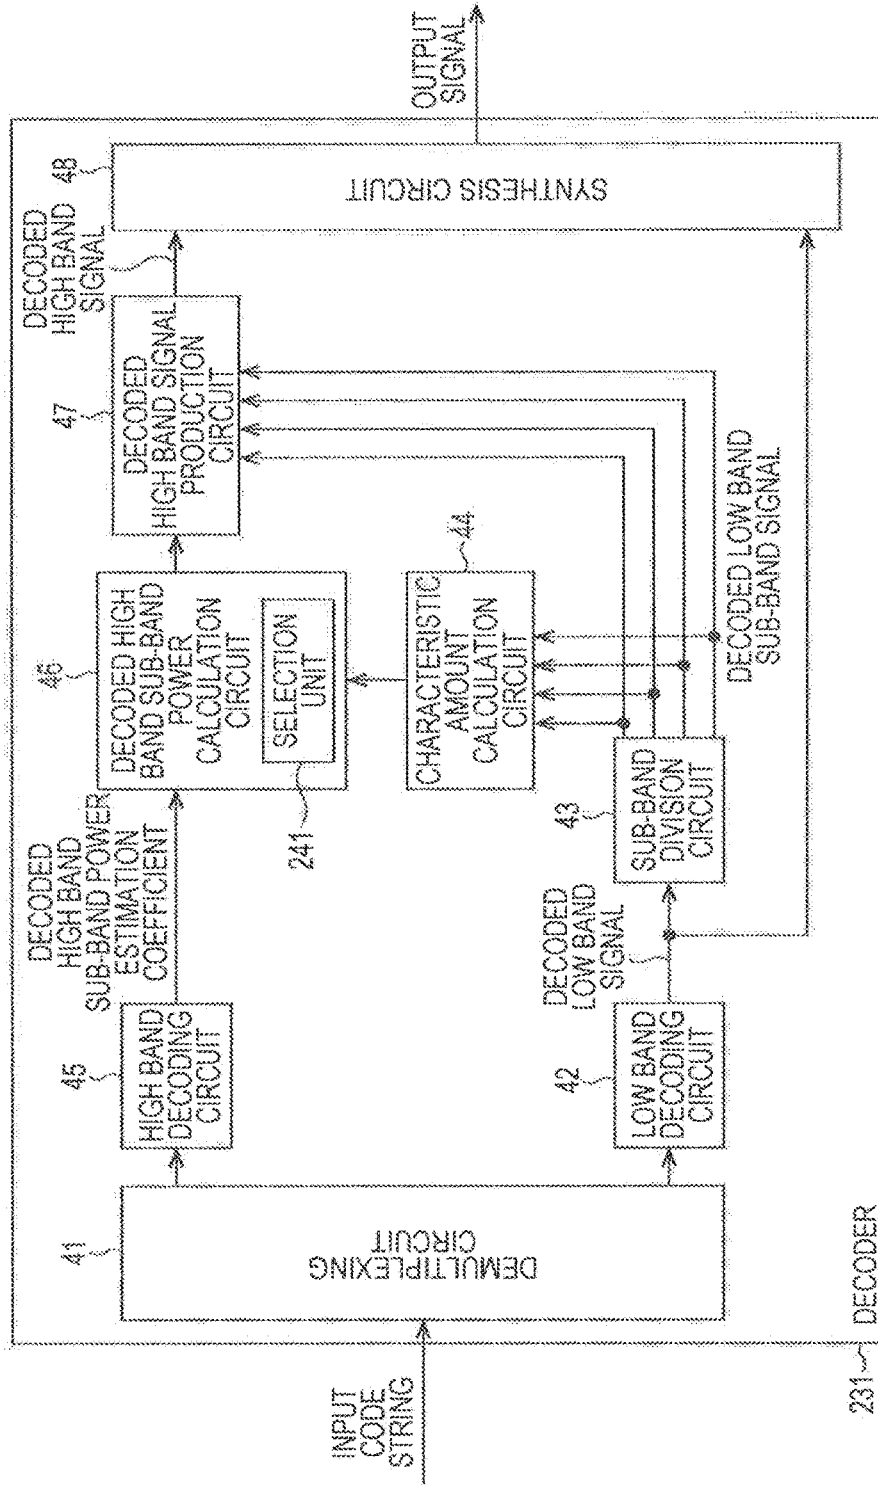 INPUT
CODE
STRING
231
DECODER
41
DEMULTIPLEXING
CIRCUIT
45
HIGH BAND
DECODING
CIRCUIT
DECODED
HIGH BAND
SUB-BAND POWER
ESTIMATION
COEFFICIENT
46
DECODED HIGH
BAND SUB-BAND
POWER
CALCULATION
CIRCUIT
SELECTION
UNIT
241
47
DECODED
HIGH BAND SIGNAL
PRODUCTION
CIRCUIT
DECODED
HIGH BAND
SIGNAL
48
SYNTHESIS CIRCUIT
OUTPUT
SIGNAL
42
LOW BAND
DECODING
CIRCUIT
DECODED
LOW BAND
SIGNAL
43
SUB-BAND
DIVISION
CIRCUIT
44
CHARACTERISTIC
AMOUNT
CALCULATION
CIRCUIT
DECODED LOW BAND
SUB-BAND SIGNAL